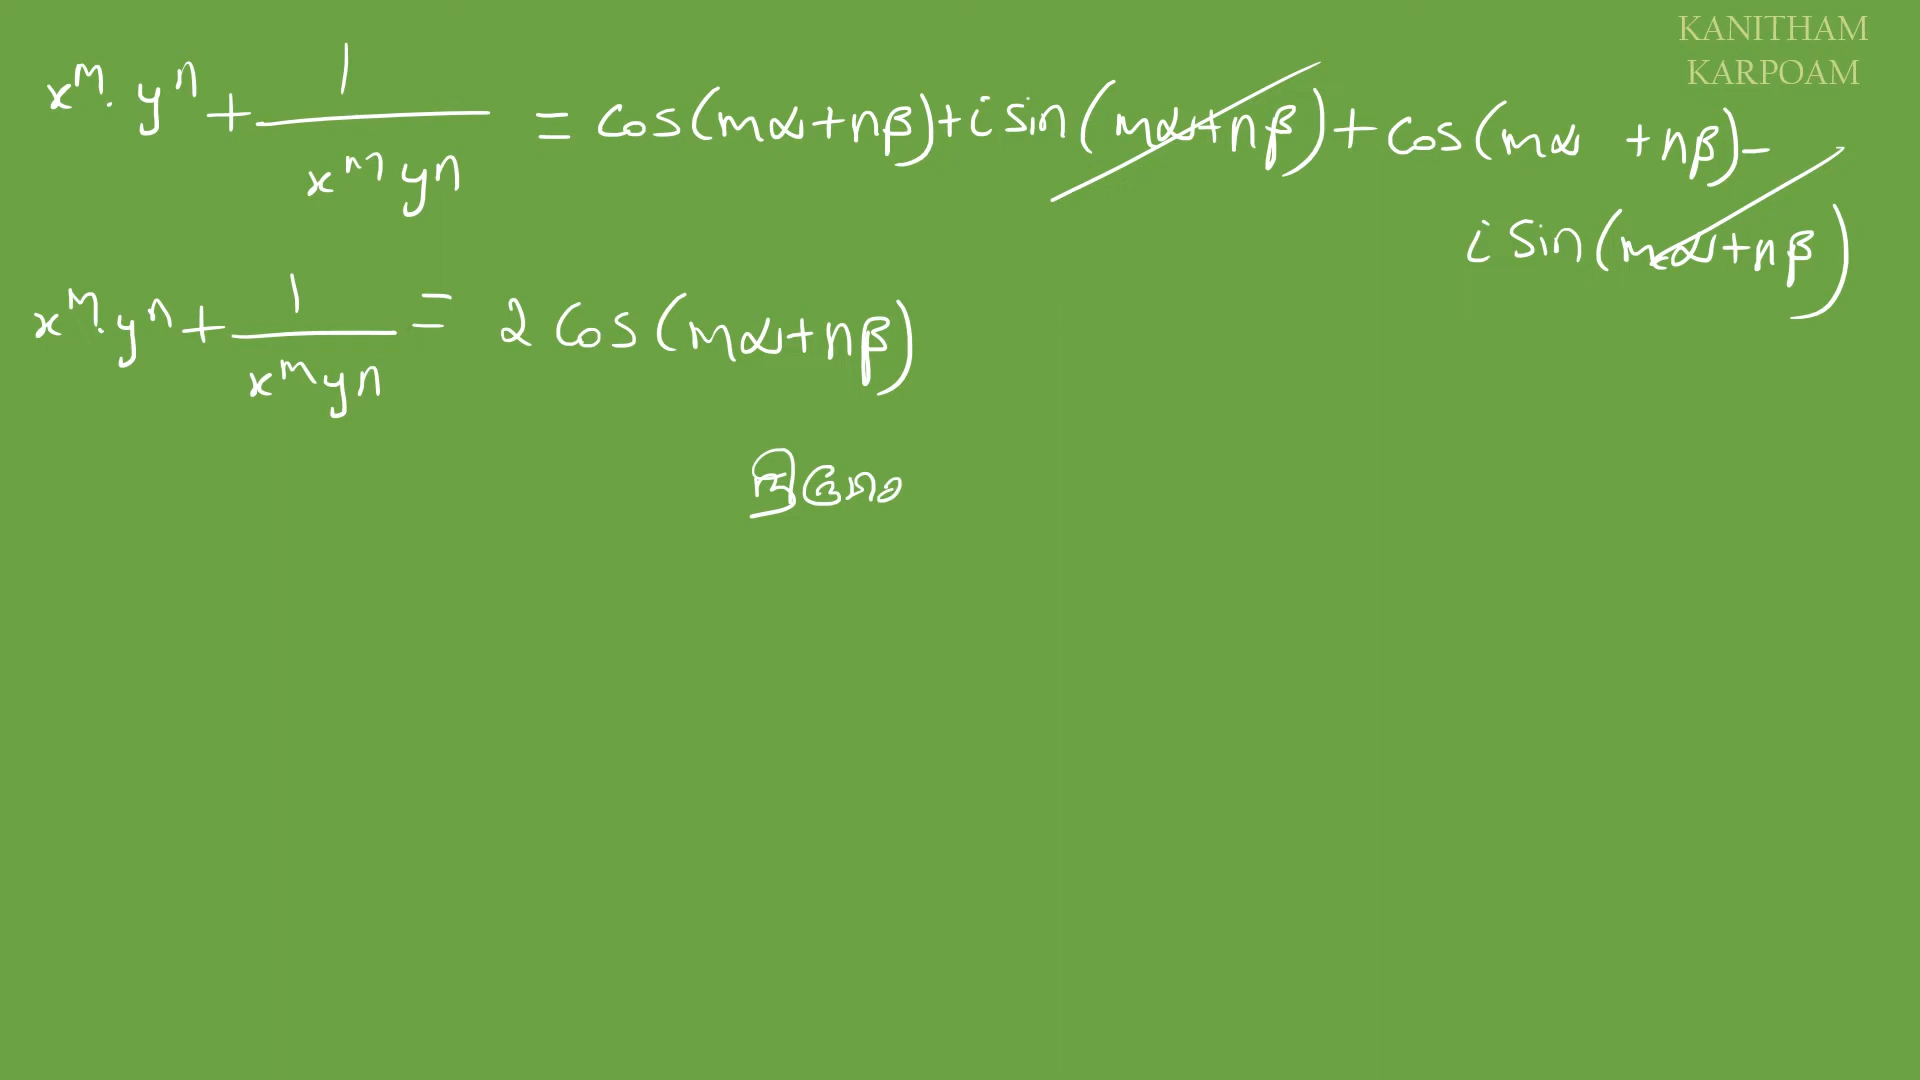 KANITHAM
KARPOAM
x^m . y^n + 1/(x^m y^n) = cos(mα+nβ)+i sin(mα+nβ)+cos(mα +nβ)-
i sin(mα+nβ)
x^m . y^n + 1/(x^m y^n) = 2 cos(mα+nβ)